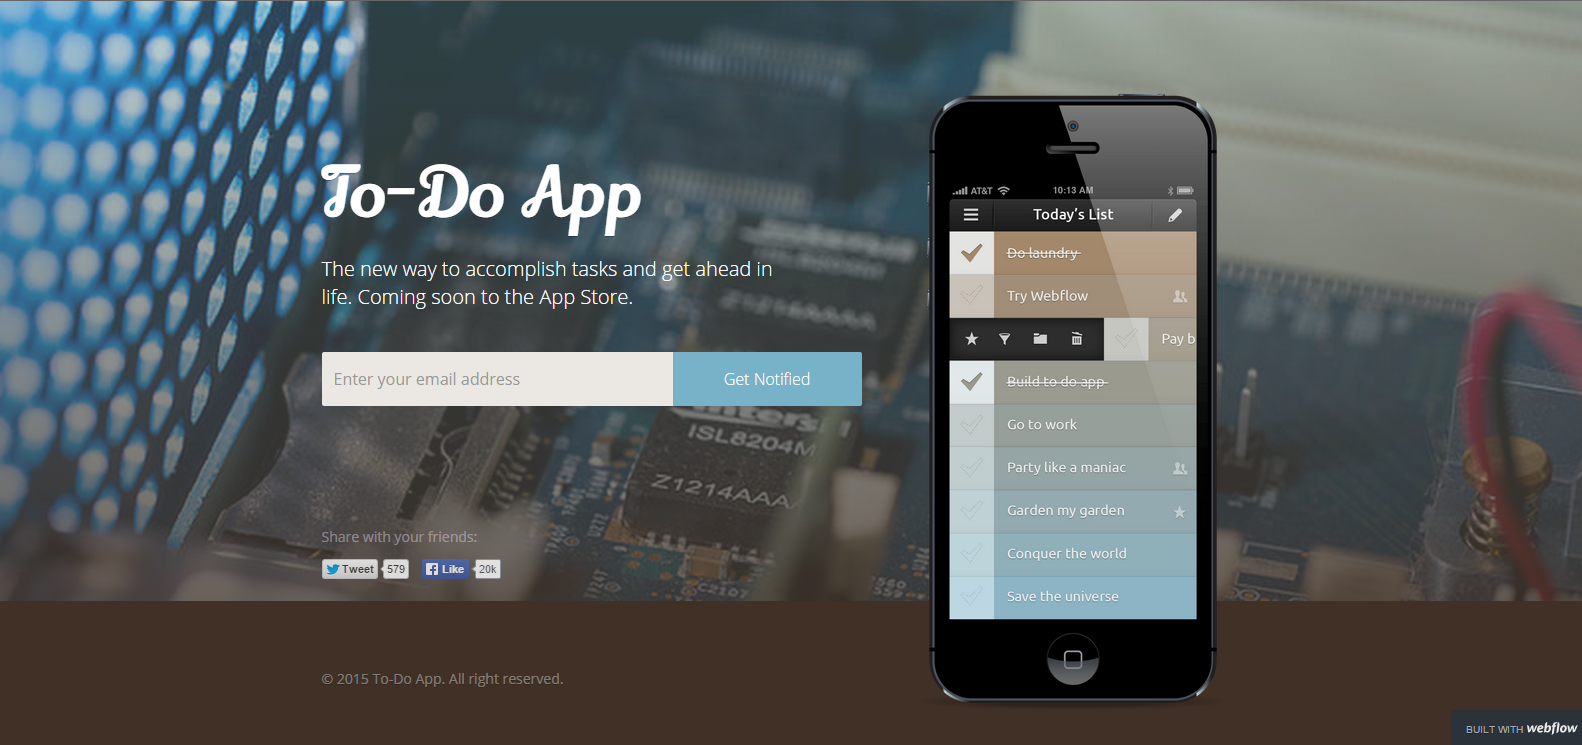 To-Do App
The new way to accomplish tasks and get ahead in
life. Coming soon to the App Store.
Enter your email address
Get Notified
Share with your friends:
Tweet 579 Like 20k
© 2015 To-Do App. All right reserved.
AT&T 10:13 AM
Today's List
Do laundry
Try Webflow
Pay b
Build to do app
Go to work
Party like a maniac
Garden my garden
Conquer the world
Save the universe
ISL8204M
Z1214AAA
BUILT WITH webflow